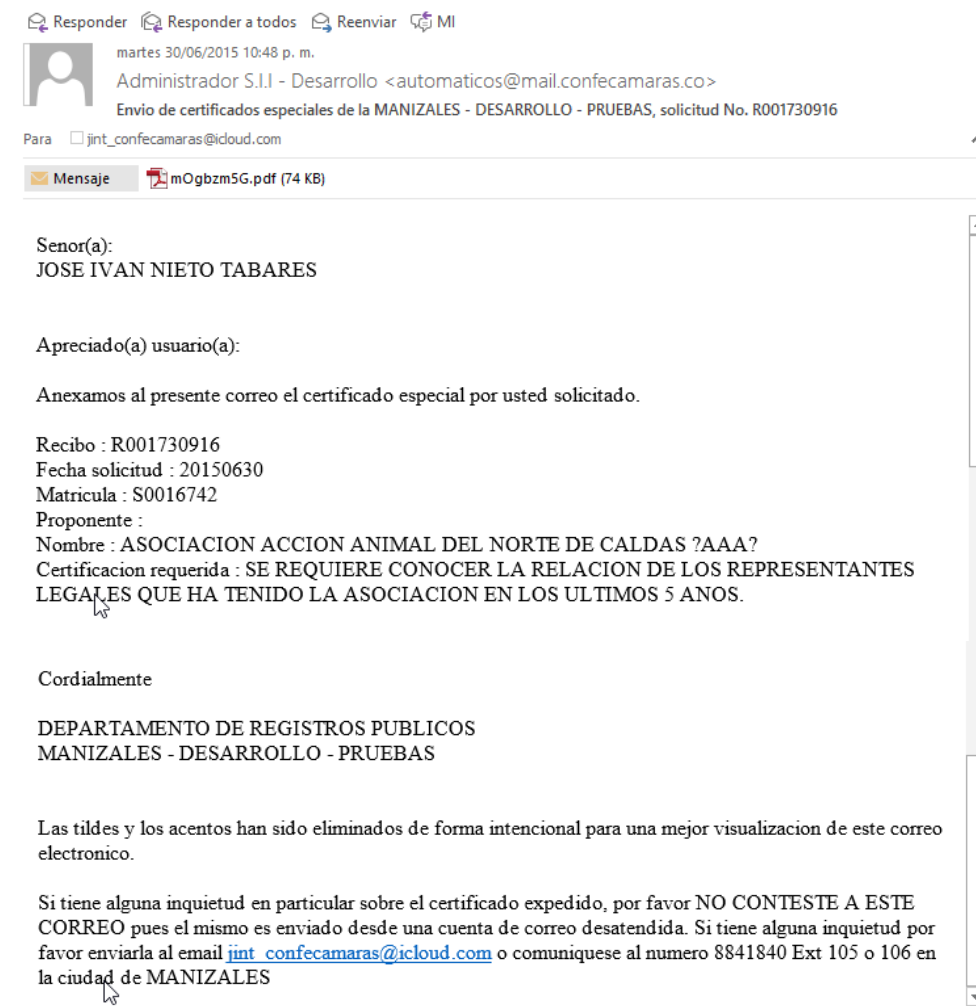 Responder Responder a todos Reenviar MI
martes 30/06/2015 10:48 p. m.
Administrador S.I.I - Desarrollo <automaticos@mail.confecamaras.co>
Envio de certificados especiales de la MANIZALES - DESARROLLO - PRUEBAS, solicitud No. R001730916
Para jint_confecamaras@icloud.com
Mensaje mOgbzm5G.pdf (74 KB)
Senor(a):
JOSE IVAN NIETO TABARES
Apreciado(a) usuario(a):
Anexamos al presente correo el certificado especial por usted solicitado.
Recibo : R001730916
Fecha solicitud : 20150630
Matricula : S0016742
Proponente :
Nombre : ASOCIACION ACCION ANIMAL DEL NORTE DE CALDAS ?AAA?
Certificacion requerida : SE REQUIERE CONOCER LA RELACION DE LOS REPRESENTANTES
LEGALES QUE HA TENIDO LA ASOCIACION EN LOS ULTIMOS 5 ANOS.
Cordialmente
DEPARTAMENTO DE REGISTROS PUBLICOS
MANIZALES - DESARROLLO - PRUEBAS
Las tildes y los acentos han sido eliminados de forma intencional para una mejor visualizacion de este correo
electronico.
Si tiene alguna inquietud en particular sobre el certificado expedido, por favor NO CONTESTE A ESTE
CORREO pues el mismo es enviado desde una cuenta de correo desatendida. Si tiene alguna inquietud por
favor enviarla al email jint_confecamaras@icloud.com o comuniquese al numero 8841840 Ext 105 o 106 en
la ciudad de MANIZALES